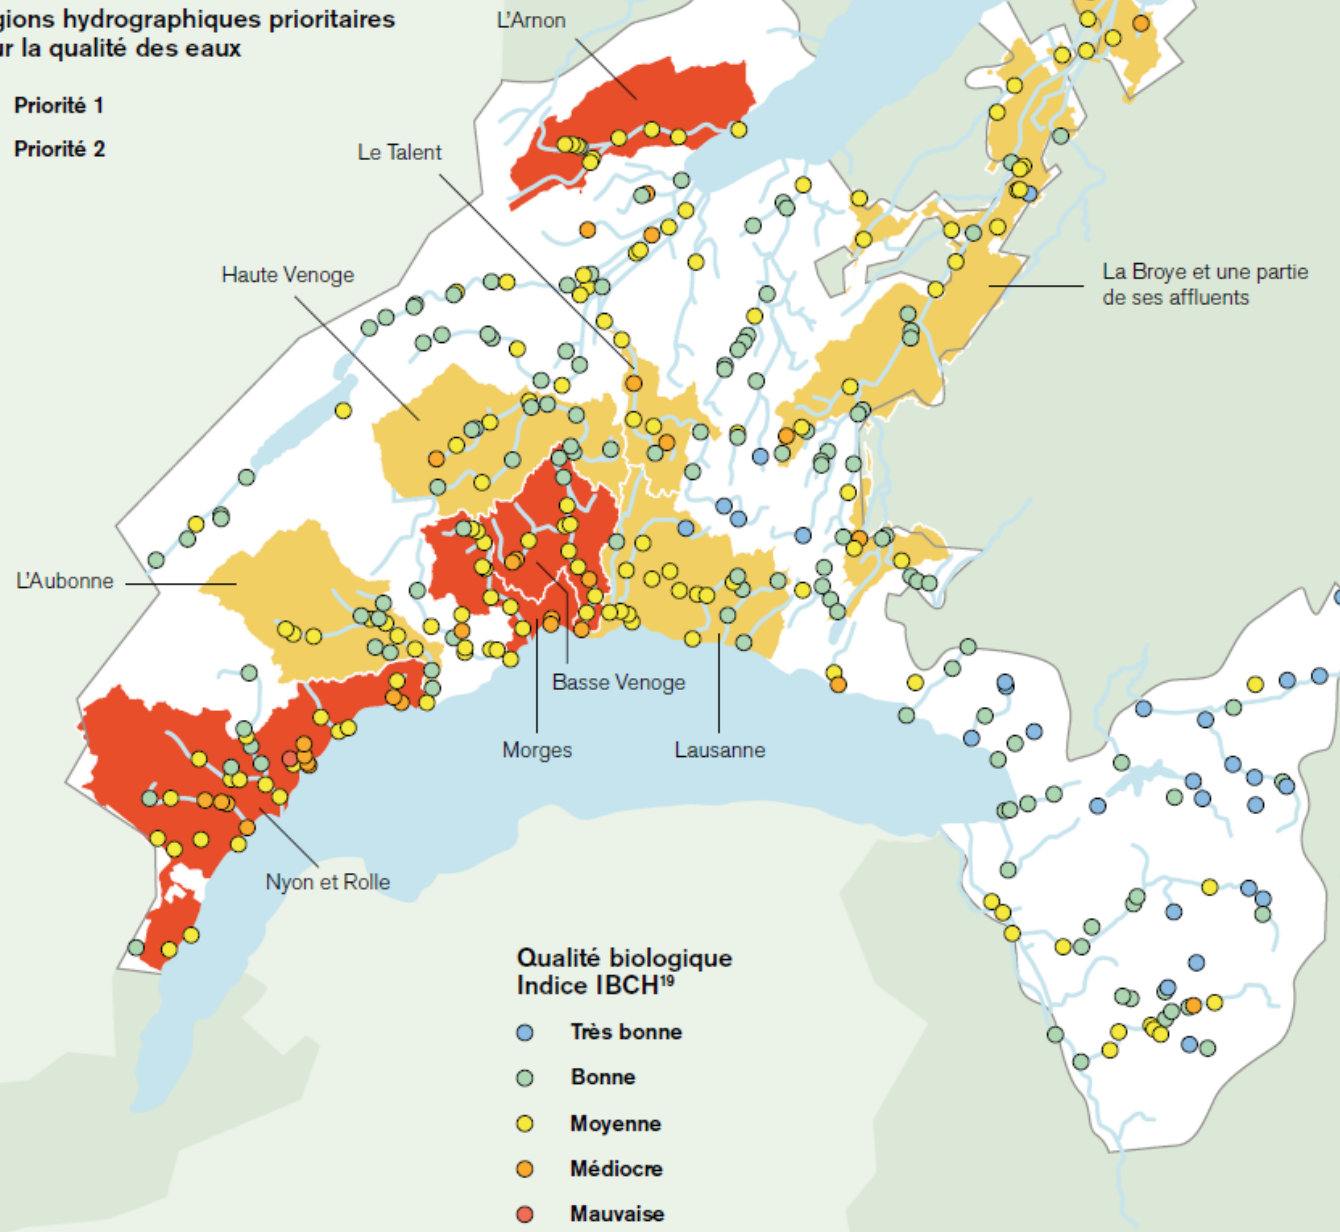 gions hydrographiques prioritaires
ur la qualité des eaux
Priorité 1
Priorité 2
L'Arnon
Le Talent
Haute Venoge
La Broye et une partie
de ses affluents
L'Aubonne
Basse Venoge
Morges
Lausanne
Nyon et Rolle
Qualité biologique
Indice IBCH¹⁹
Très bonne
Bonne
Moyenne
Médiocre
Mauvaise